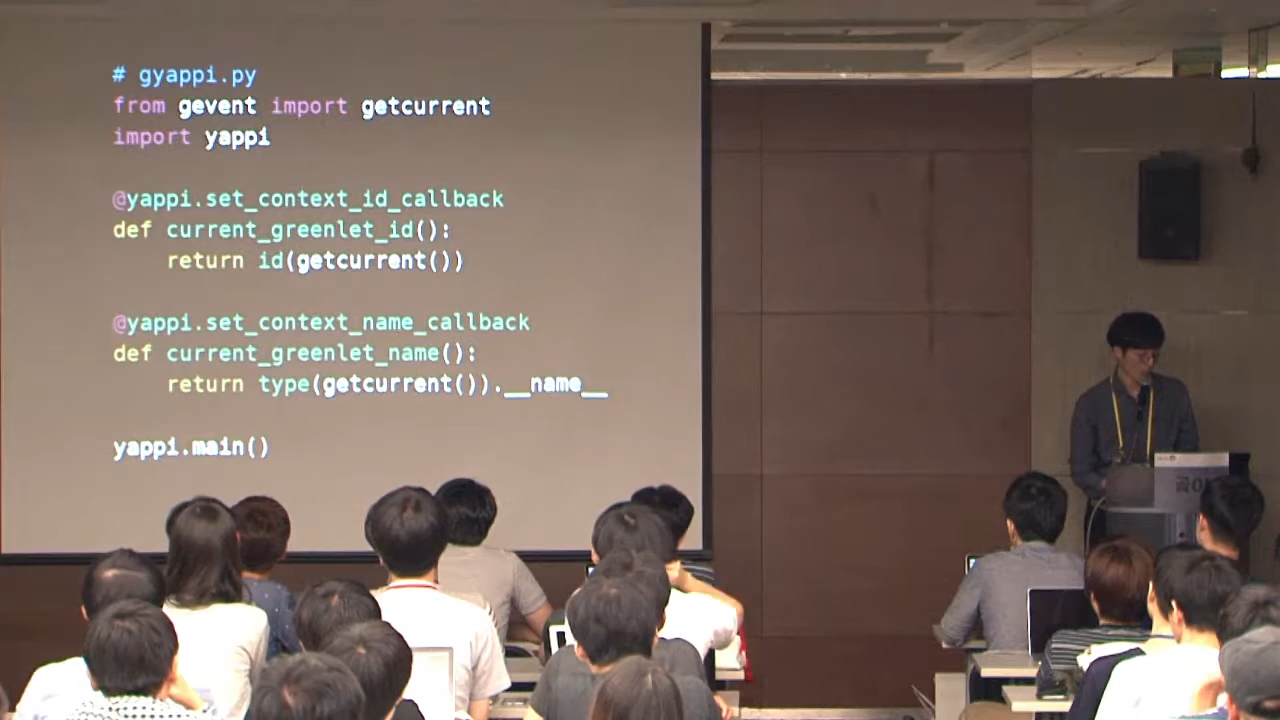 # gyappi.py
from gevent import getcurrent
import yappi
@yappi.set_context_id_callback
def current_greenlet_id():
    return id(getcurrent())
@yappi.set_context_name_callback
def current_greenlet_name():
    return type(getcurrent()).__name__
yappi.main()